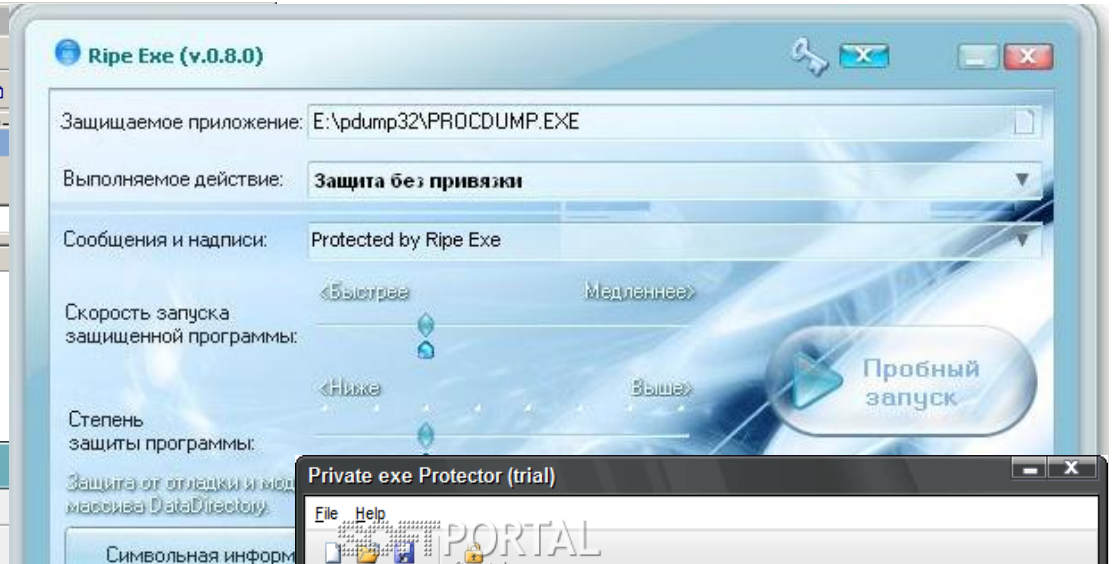 Ripe Exe (v.0.8.0)
Защищаемое приложение: E:\pdump32\PROCDUMP.EXE
Выполняемое действие: Защита без привязки
Сообщения и надписи: Protected by Ripe Exe
<Быстрее Медленнее>
Скорость запуска
защищенной программы:
Пробный
запуск
<Ниже Выше>
Степень
защиты программы:
Защита от отладки и мод
массива DataDirectory.
Символьная информ
Private exe Protector (trial)
File Help
SOFTPORTAL